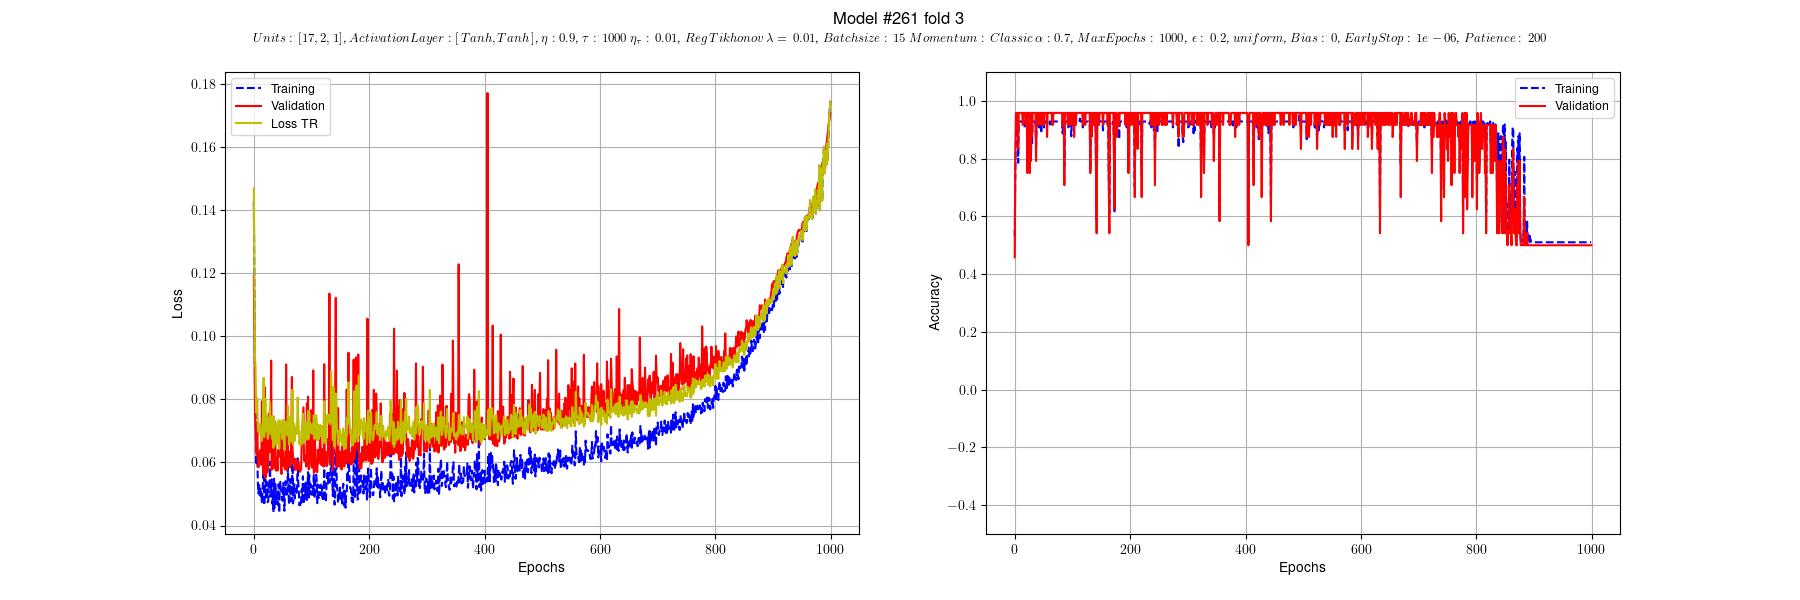 Model #261 fold 3
Units : [17, 2, 1], ActivationLayer : [Tanh, Tanh], η : 0.9, τ : 1000 ητ : 0.01, RegTikhonov λ = 0.01, Batchsize : 15 Momentum : Classic α : 0.7, MaxEpochs : 1000, ϵ : 0.2, uniform, Bias : 0, EarlyStop : 1e − 06, Patience : 200
Training
Validation
Loss TR
0.18
0.16
0.14
0.12
0.10
0.08
0.06
0.04
Loss
0 200 400 600 800 1000
Epochs
Training
Validation
1.0
0.8
0.6
0.4
0.2
0.0
−0.2
−0.4
Accuracy
0 200 400 600 800 1000
Epochs